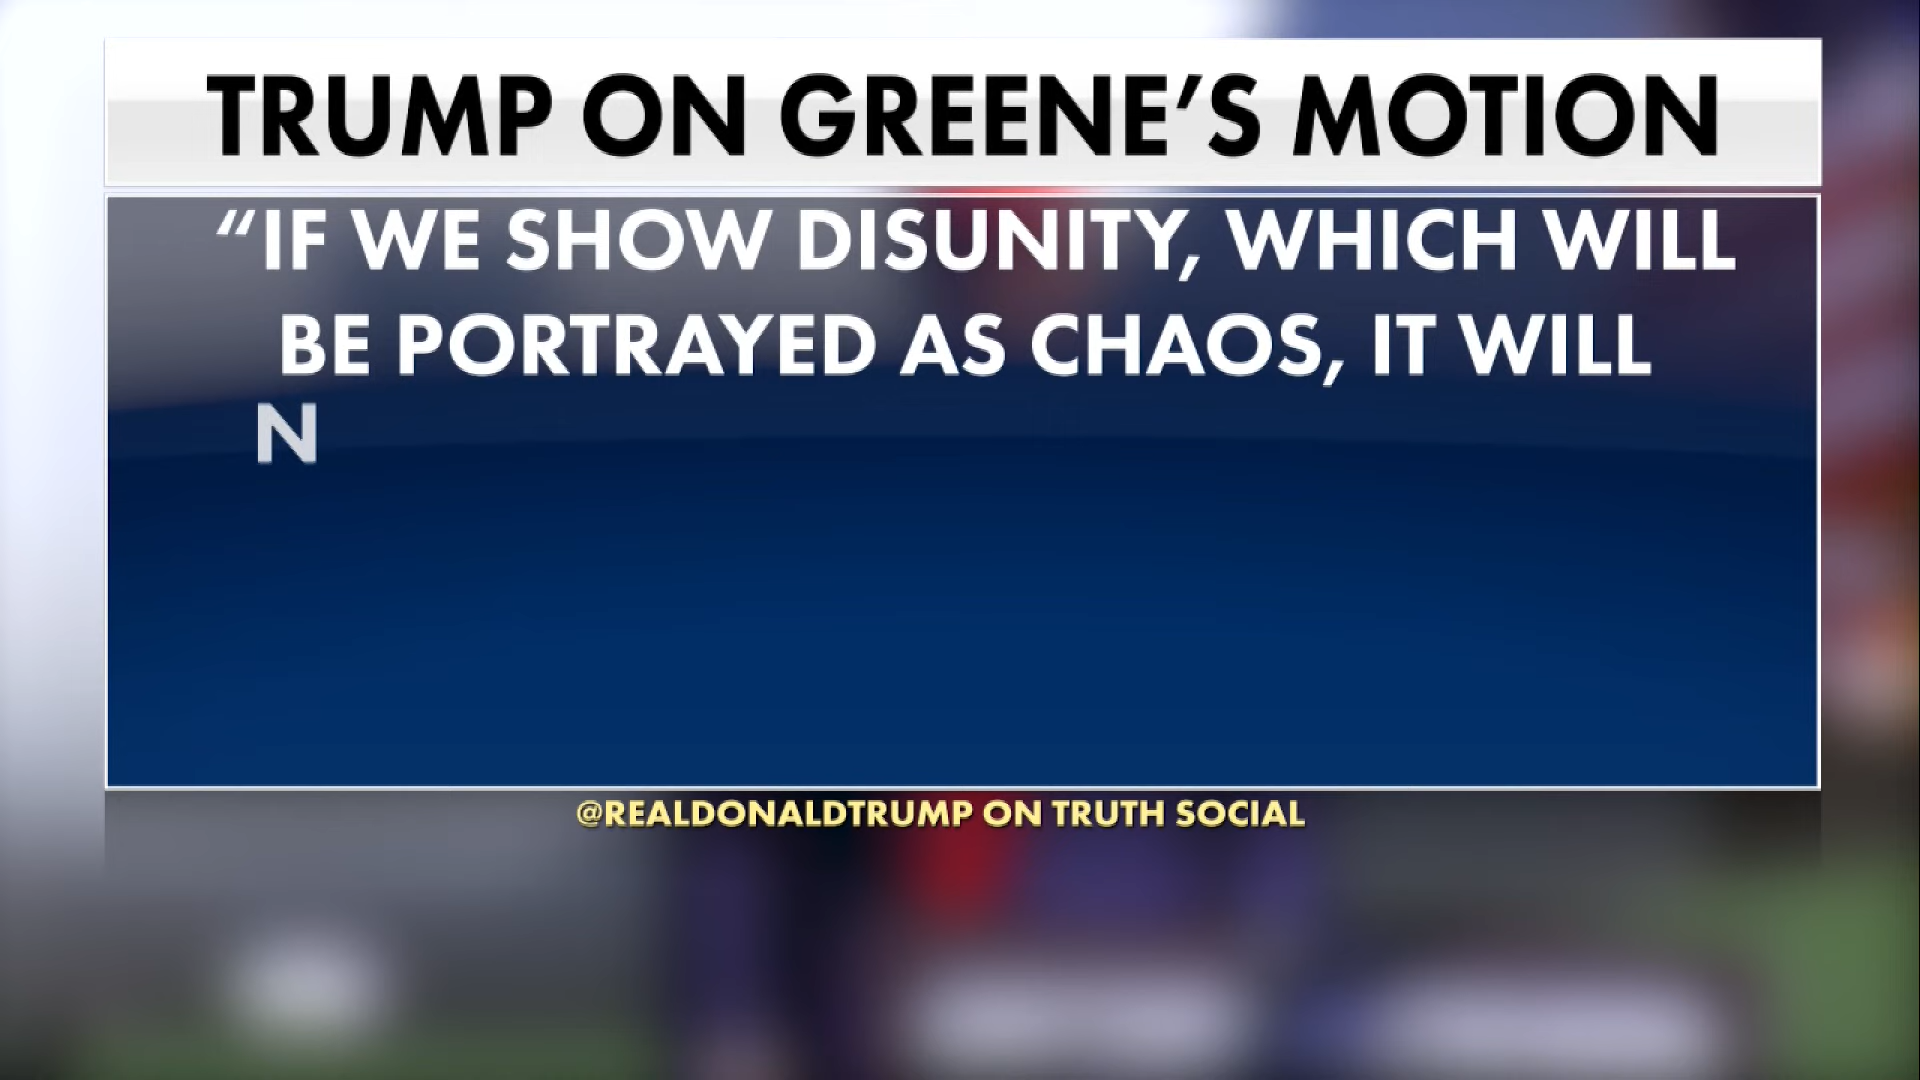 TRUMP ON GREENE’S MOTION
“IF WE SHOW DISUNITY, WHICH WILL
BE PORTRAYED AS CHAOS, IT WILL
N
@REALDONALDTRUMP ON TRUTH SOCIAL